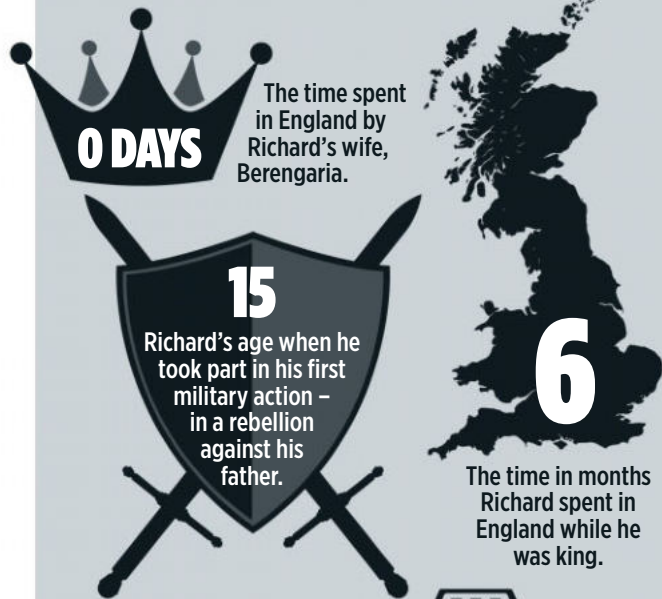 0 DAYS
The time spent
in England by
Richard’s wife,
Berengaria.
15
Richard’s age when he
took part in his first
military action –
in a rebellion
against his
father.
6
The time in months
Richard spent in
England while he
was king.